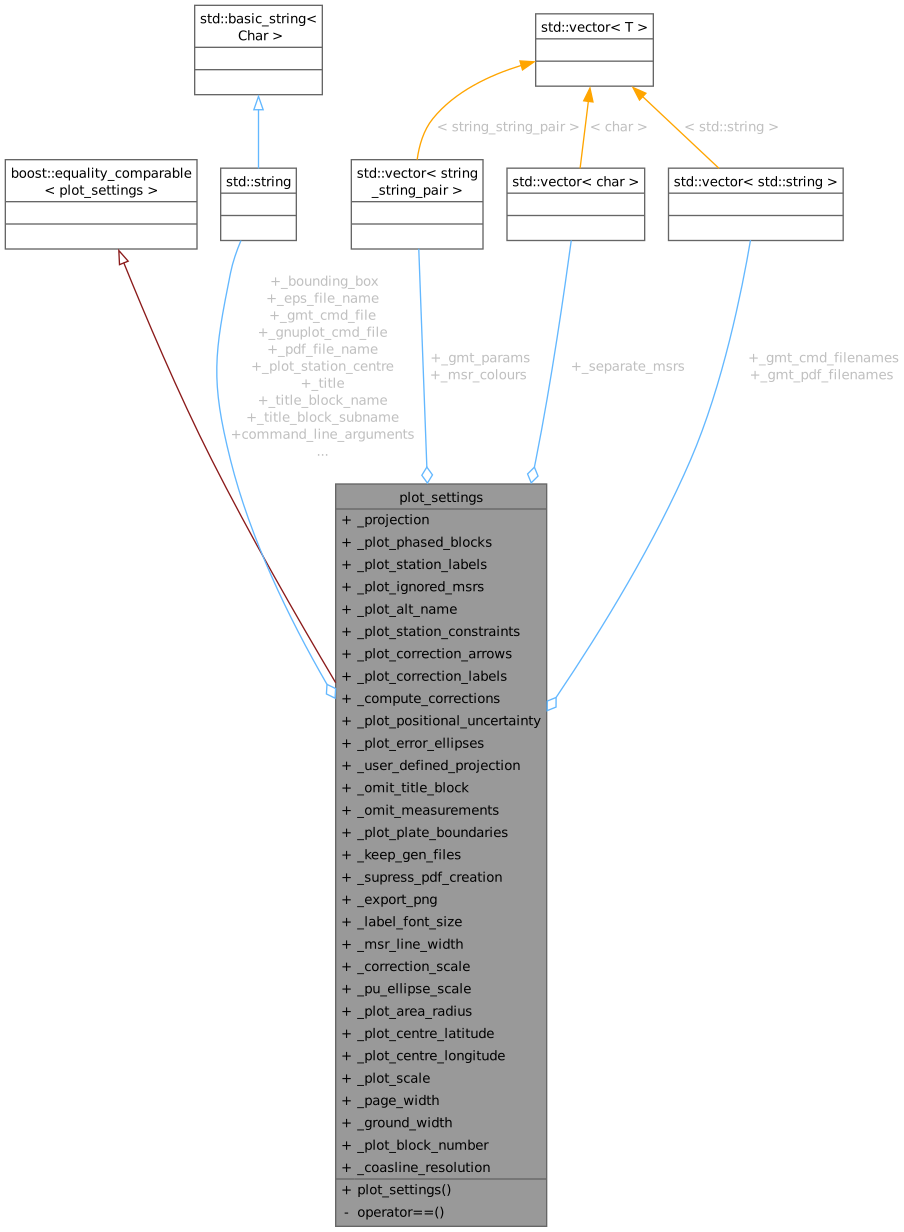 std::basic_string<
Char >
std::vector< T >
< string_string_pair >
< char >
< std::string >
boost::equality_comparable
< plot_settings >
std::string
std::vector< string
_string_pair >
std::vector< char >
std::vector< std::string >
+_bounding_box
+_eps_file_name
+_gmt_cmd_file
+_gnuplot_cmd_file
+_pdf_file_name
+_plot_station_centre
+_title
+_title_block_name
+_title_block_subname
+command_line_arguments
...
+_gmt_params
+_msr_colours
+_separate_msrs
+_gmt_cmd_filenames
+_gmt_pdf_filenames
plot_settings
+ _projection
+ _plot_phased_blocks
+ _plot_station_labels
+ _plot_ignored_msrs
+ _plot_alt_name
+ _plot_station_constraints
+ _plot_correction_arrows
+ _plot_correction_labels
+ _compute_corrections
+ _plot_positional_uncertainty
+ _plot_error_ellipses
+ _user_defined_projection
+ _omit_title_block
+ _omit_measurements
+ _plot_plate_boundaries
+ _keep_gen_files
+ _supress_pdf_creation
+ _export_png
+ _label_font_size
+ _msr_line_width
+ _correction_scale
+ _pu_ellipse_scale
+ _plot_area_radius
+ _plot_centre_latitude
+ _plot_centre_longitude
+ _plot_scale
+ _page_width
+ _ground_width
+ _plot_block_number
+ _coasline_resolution
+ plot_settings()
- operator==()